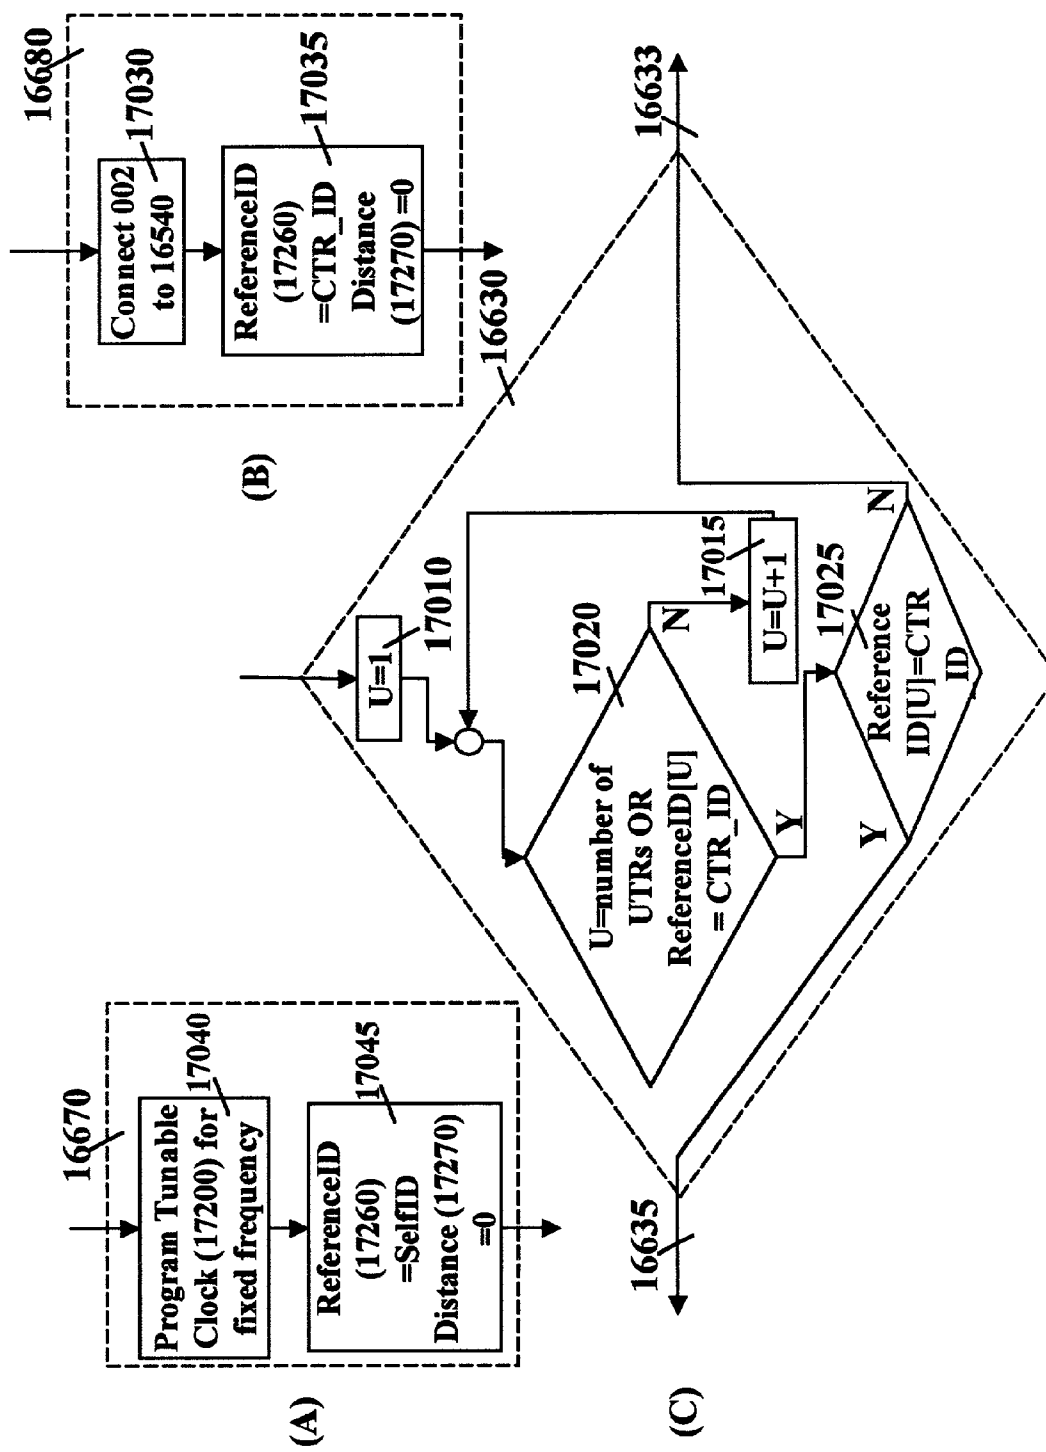 16670
Program Tunable
Clock (17200) for
fixed frequency
17040
ReferenceID
(17260)
=SelfID
Distance (17270)
=0
17045
(A)
16680
Connect 002
to 16540
17030
ReferenceID
(17260)
=CTR_ID
Distance
(17270) =0
17035
(B)
16630
U=1
17010
U=number of
UTRs OR
ReferenceID[U]
= CTR_ID
17020
N
Y
17015
U=U+1
17025
Reference
ID[U]=CTR
ID
Y
N
16635
16633
(C)